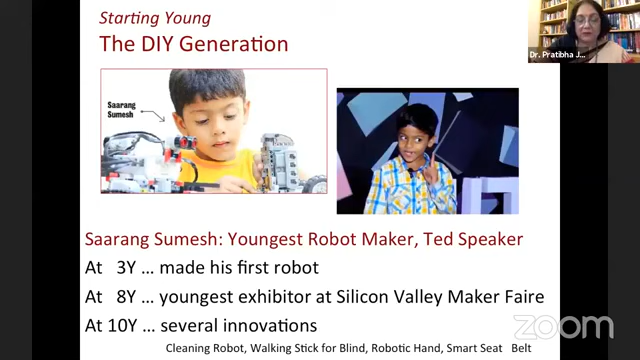 Starting Young
The DIY Generation
Dr. Pratibha J...
Saarang
Sumesh
Saarang Sumesh: Youngest Robot Maker, Ted Speaker
At 3Y ... made his first robot
At 8Y ... youngest exhibitor at Silicon Valley Maker Faire
At 10Y ... several innovations
Cleaning Robot, Walking Stick for Blind, Robotic Hand, Smart Seat Belt
zoom